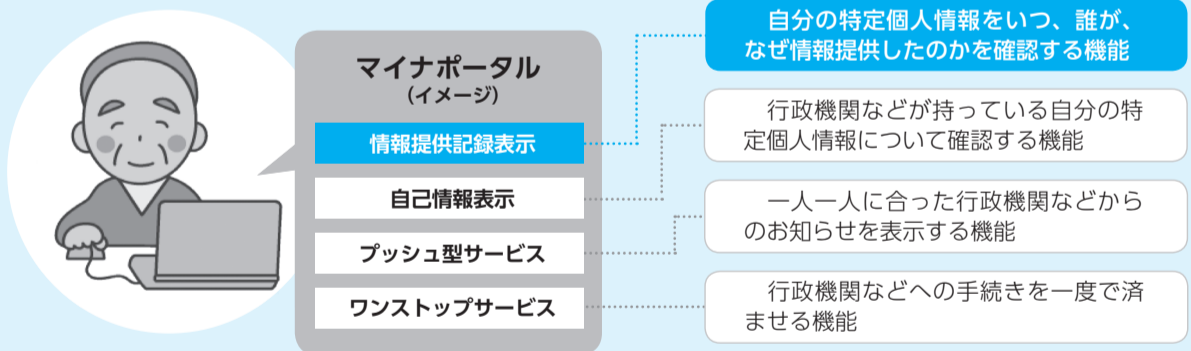 マイナポータル
（イメージ）
情報提供記録表示
自己情報表示
プッシュ型サービス
ワンストップサービス
自分の特定個人情報をいつ、誰が、
なぜ情報提供したのかを確認する機能
行政機関などが持っている自分の特
定個人情報について確認する機能
一人一人に合った行政機関などから
のお知らせを表示する機能
行政機関などへの手続きを一度で済
ませる機能